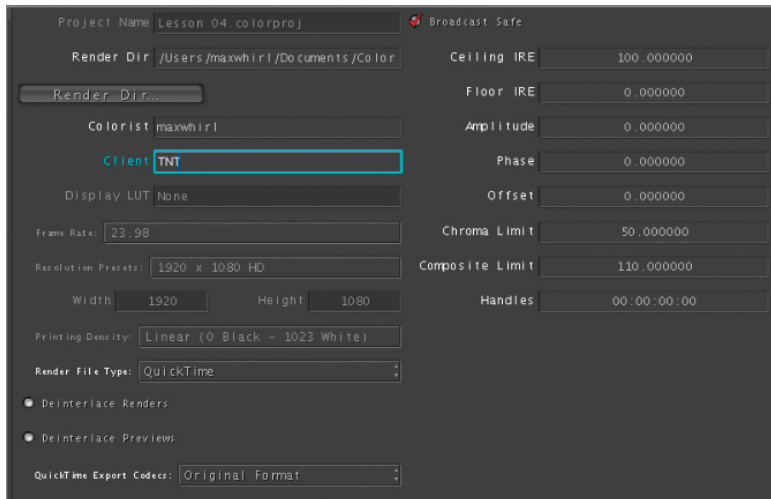 Project Name Lesson 04.colorproj
Render Dir /Users/maxwhirl/Documents/Color
Render Dir...
Colorist maxwhirl
Client TNT
Display LUT None
Frame Rate: 23.98
Resolution Presets: 1920 x 1080 HD
Width 1920 Height 1080
Printing Density: Linear (0 Black - 1023 White)
Render File Type: QuickTime
Deinterlace Renders
Deinterlace Previews
QuickTime Export Codecs: Original Format
Broadcast Safe
Ceiling IRE 100.000000
Floor IRE 0.000000
Amplitude 0.000000
Phase 0.000000
Offset 0.000000
Chroma Limit 50.000000
Composite Limit 110.000000
Handles 00:00:00:00